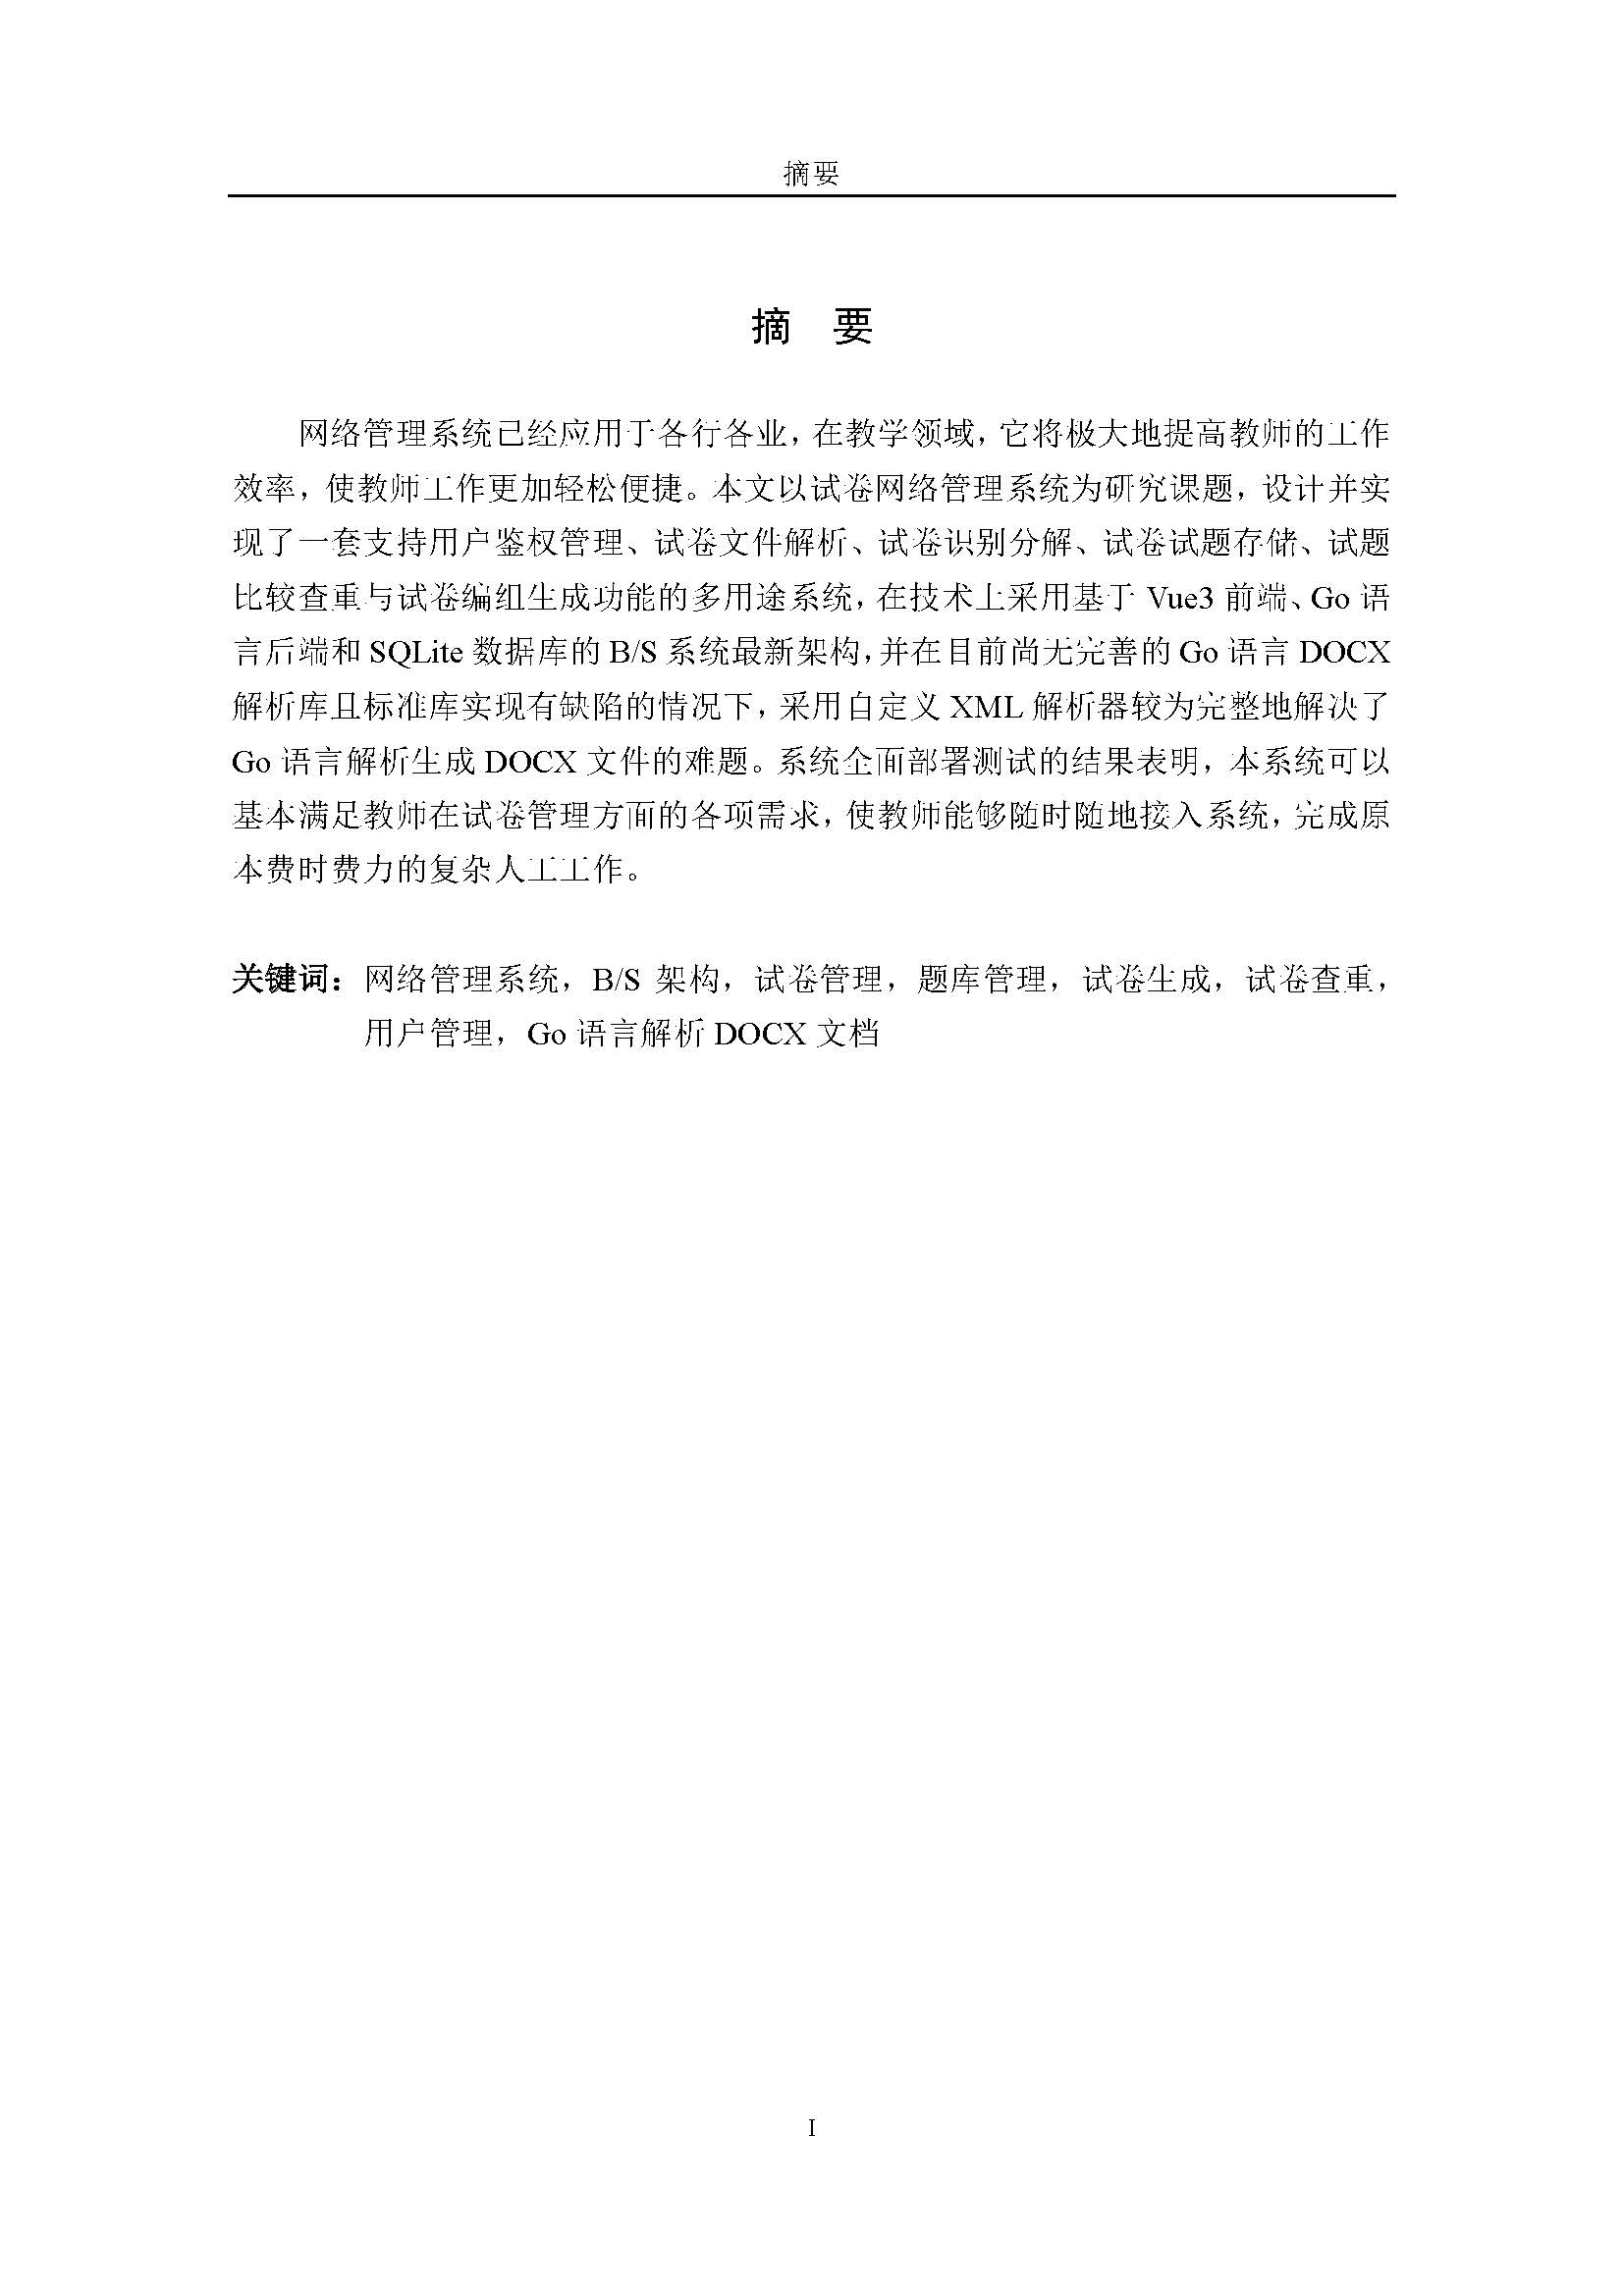 摘要
摘 要
网络管理系统已经应用于各行各业，在教学领域，它将极大地提高教师的工作
效率，使教师工作更加轻松便捷。本文以试卷网络管理系统为研究课题，设计并实
现了一套支持用户鉴权管理、试卷文件解析、试卷识别分解、试卷试题存储、试题
比较查重与试卷编组生成功能的多用途系统，在技术上采用基于 Vue3 前端、Go 语
言后端和 SQLite 数据库的 B/S 系统最新架构，并在目前尚无完善的 Go 语言 DOCX
解析库且标准库实现有缺陷的情况下，采用自定义 XML 解析器较为完整地解决了
Go 语言解析生成 DOCX 文件的难题。系统全面部署测试的结果表明，本系统可以
基本满足教师在试卷管理方面的各项需求，使教师能够随时随地接入系统，完成原
本费时费力的复杂人工工作。
关键词：网络管理系统，B/S 架构，试卷管理，题库管理，试卷生成，试卷查重，
用户管理，Go 语言解析 DOCX 文档
I